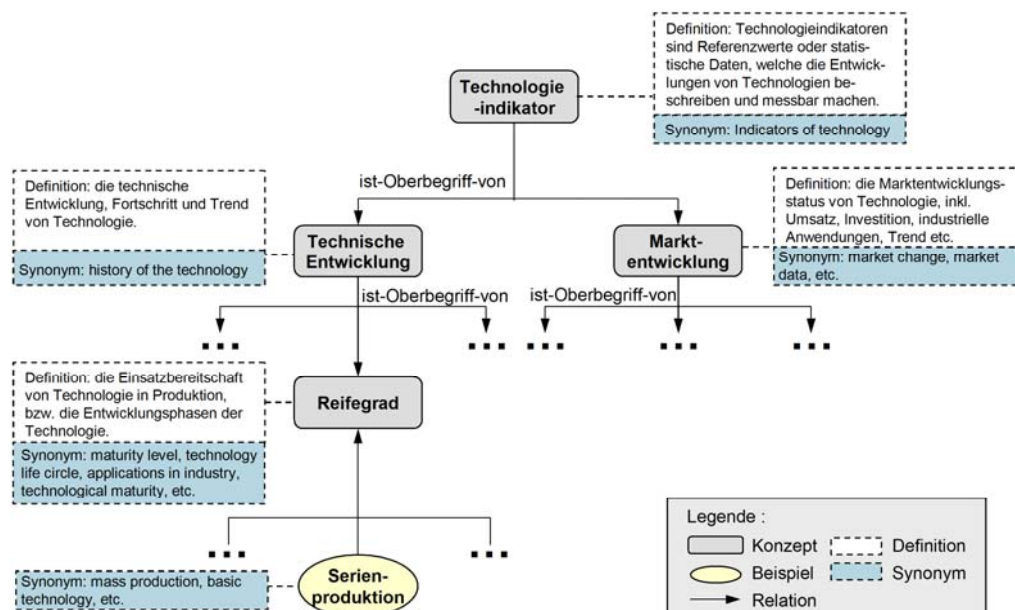 Definition: Technologieindikatoren
sind Referenzwerte oder statis-
tische Daten, welche die Entwick-
lungen von Technologien be-
schreiben und messbar machen.
Synonym: Indicators of technology
Technologie
-indikator
ist-Oberbegriff-von
Definition: die technische
Entwicklung, Fortschritt und Trend
von Technologie.
Synonym: history of the technology
Technische
Entwicklung
Markt-
entwicklung
Definition: die Marktentwicklungs-
status von Technologie, inkl.
Umsatz, Investition, industrielle
Anwendungen, Trend etc.
Synonym: market change, market
data, etc.
ist-Oberbegriff-von
ist-Oberbegriff-von
Definition: die Einsatzbereitschaft
von Technologie in Produktion,
bzw. die Entwicklungsphasen der
Technologie.
Synonym: maturity level, technology
life circle, applications in industry,
technological maturity, etc.
Reifegrad
Synonym: mass production, basic
technology, etc.
Serien-
produktion
Legende :
Konzept
Definition
Beispiel
Synonym
Relation